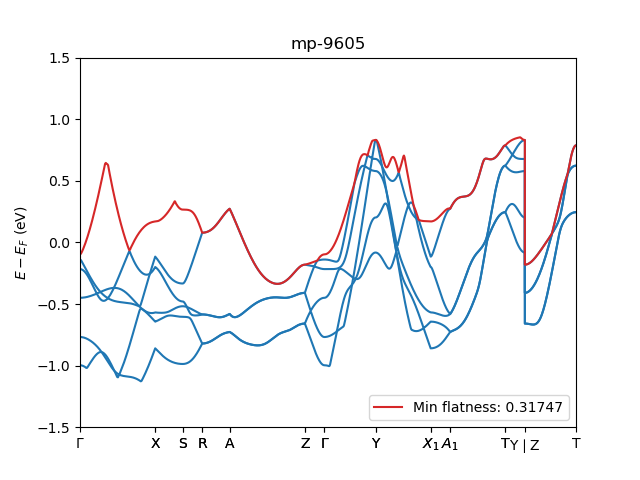 mp-9605
E − E_F (eV)
1.5
1.0
0.5
0.0
−0.5
−1.0
−1.5
Min flatness: 0.31747
Γ X S R A Z Γ Y X₁ A₁ T Y | Z T